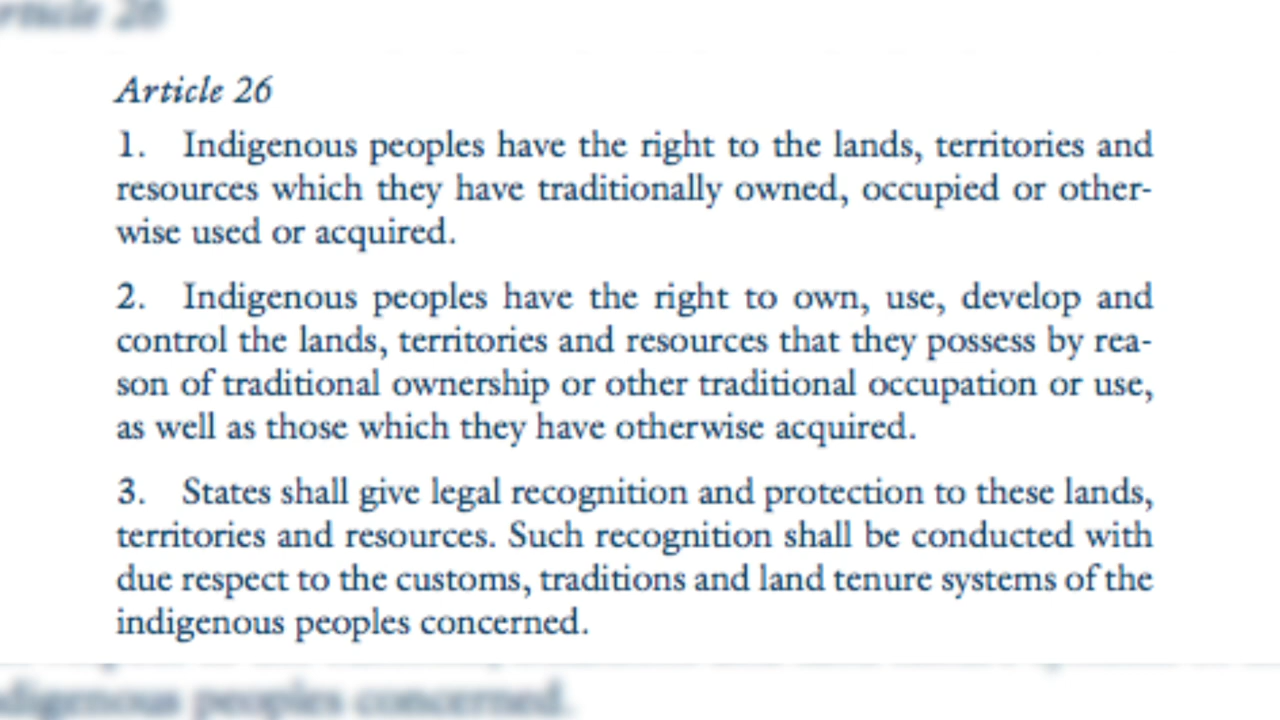 rticle 26
Article 26
1. Indigenous peoples have the right to the lands, territories and
resources which they have traditionally owned, occupied or other-
wise used or acquired.
2. Indigenous peoples have the right to own, use, develop and
control the lands, territories and resources that they possess by rea-
son of traditional ownership or other traditional occupation or use,
as well as those which they have otherwise acquired.
3. States shall give legal recognition and protection to these lands,
territories and resources. Such recognition shall be conducted with
due respect to the customs, traditions and land tenure systems of the
indigenous peoples concerned.
digenous peoples concerned.